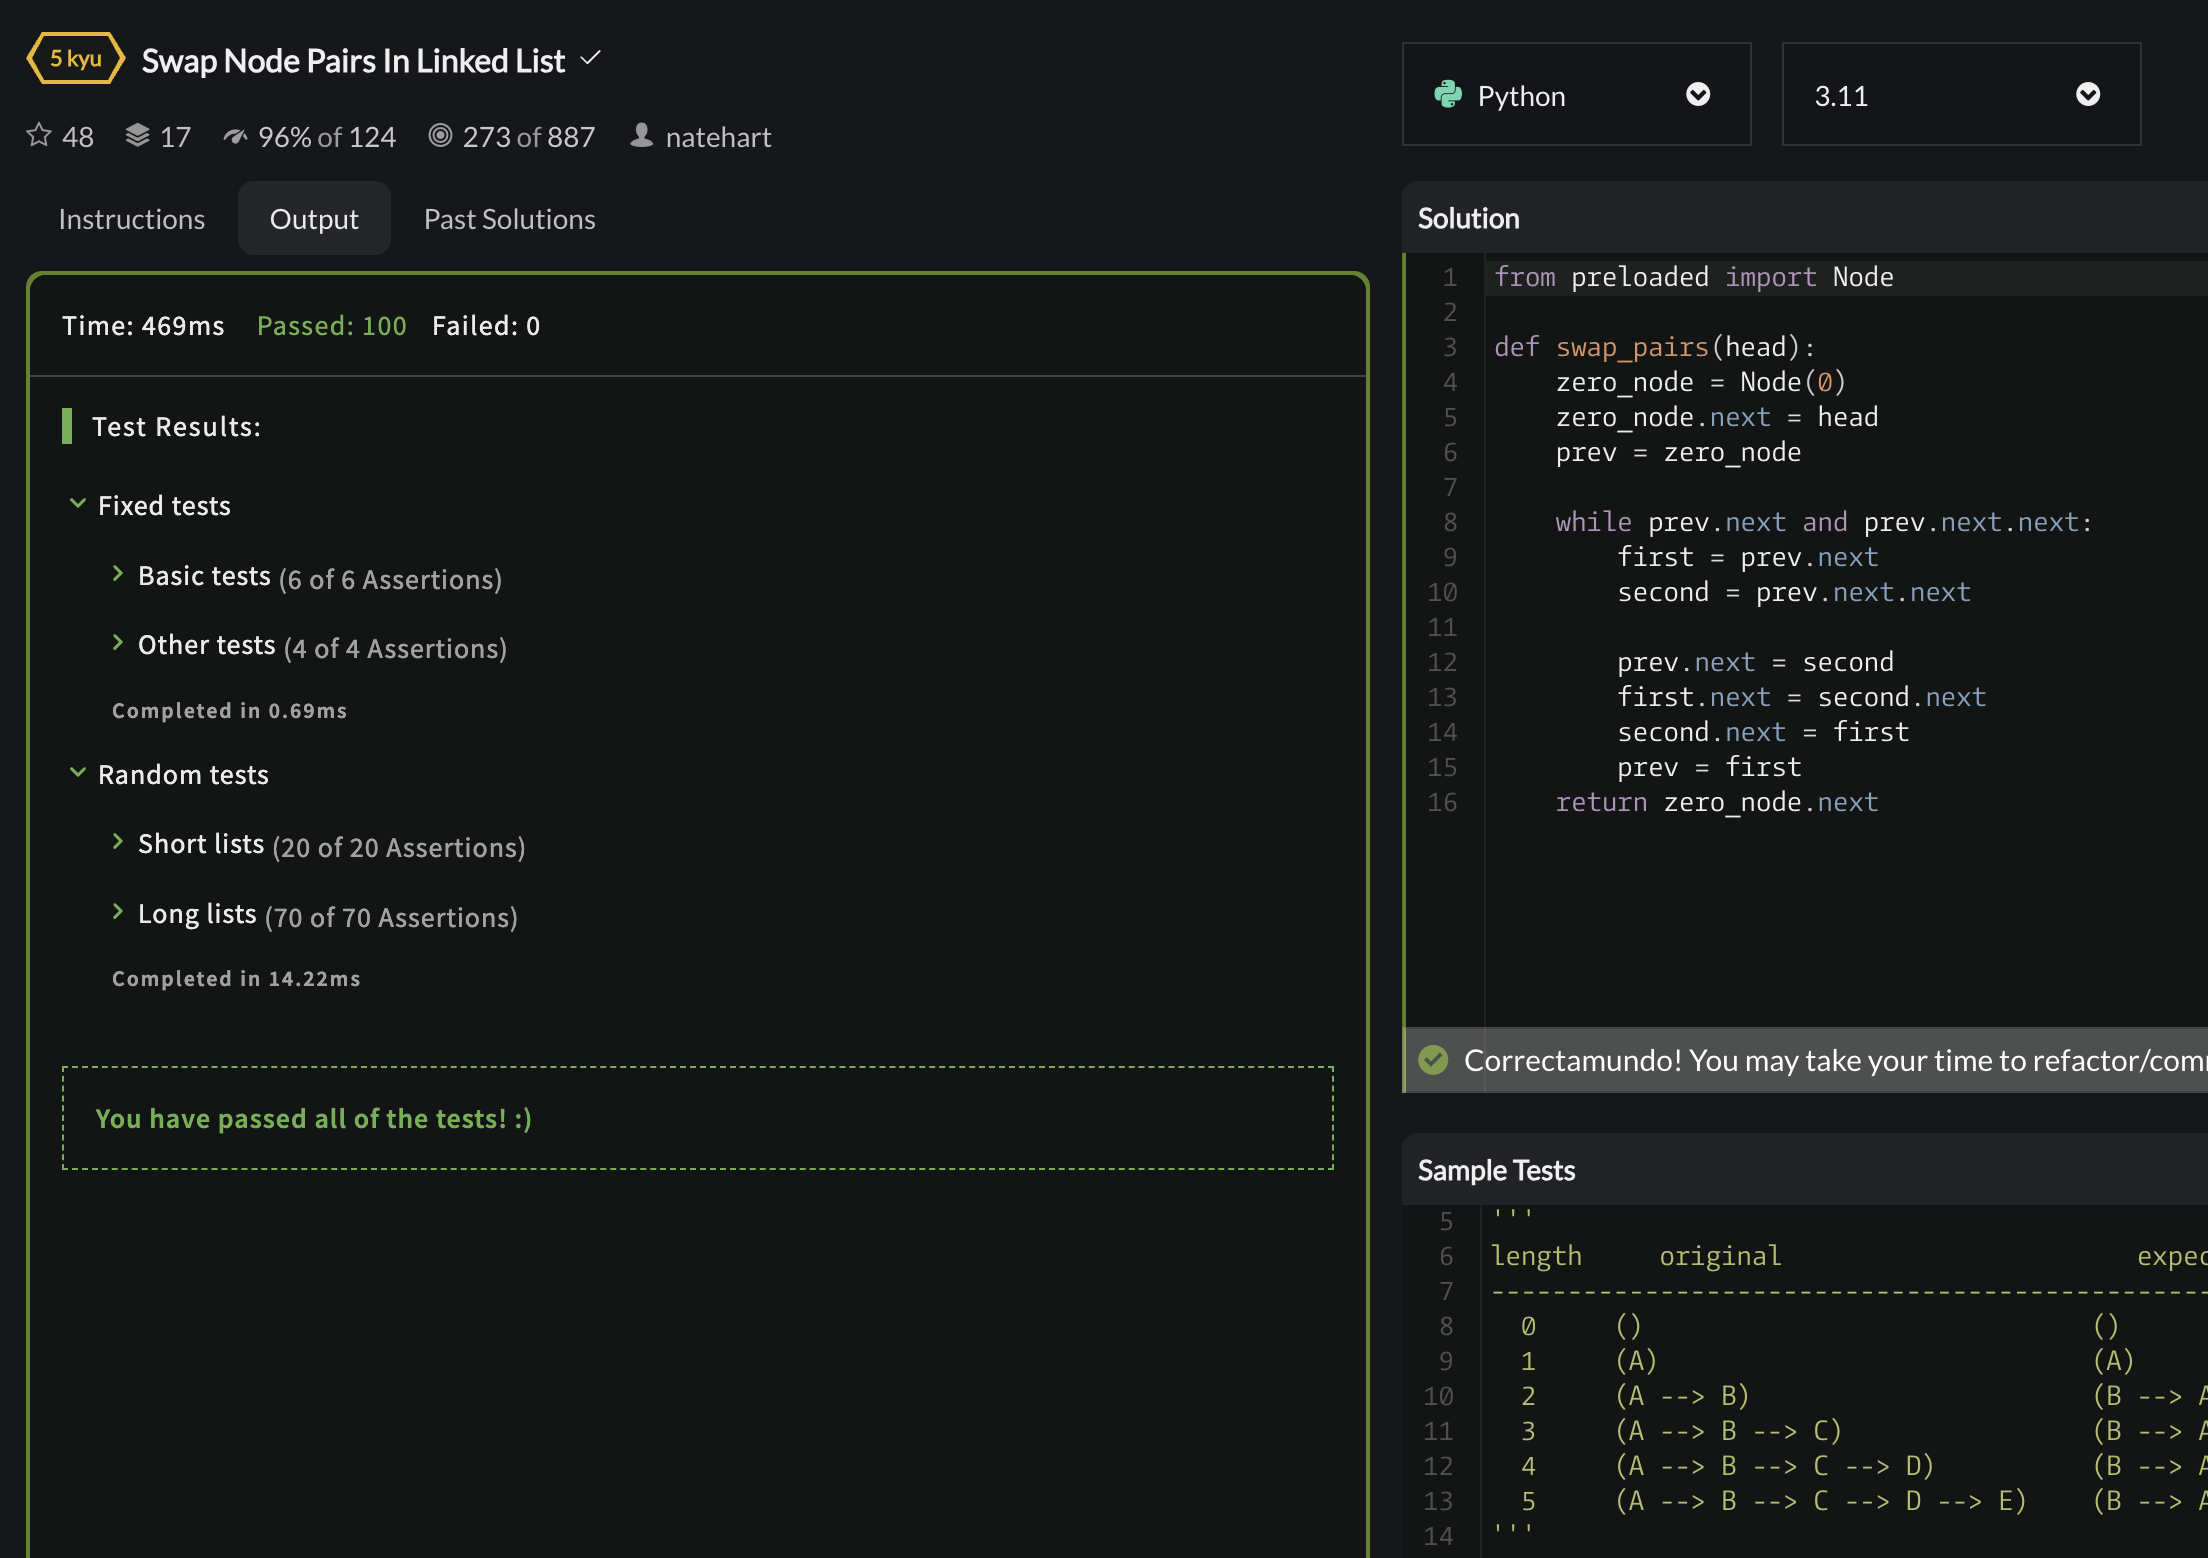 5 kyu Swap Node Pairs In Linked List
48 17 96% of 124 273 of 887 natehart
Instructions Output Past Solutions
Time: 469ms Passed: 100 Failed: 0
Test Results:
Fixed tests
Basic tests (6 of 6 Assertions)
Other tests (4 of 4 Assertions)
Completed in 0.69ms
Random tests
Short lists (20 of 20 Assertions)
Long lists (70 of 70 Assertions)
Completed in 14.22ms
You have passed all of the tests! :)
Python 3.11
Solution
1 from preloaded import Node
2
3 def swap_pairs(head):
4     zero_node = Node(0)
5     zero_node.next = head
6     prev = zero_node
7
8     while prev.next and prev.next.next:
9         first = prev.next
10         second = prev.next.next
11
12         prev.next = second
13         first.next = second.next
14         second.next = first
15         prev = first
16     return zero_node.next
Correctamundo! You may take your time to refactor/com
Sample Tests
5 '''
6 length     original                       expec
7 -----------------------------------------------
8   0     ()                              ()
9   1     (A)                             (A)
10   2     (A --> B)                       (B --> A
11   3     (A --> B --> C)                 (B --> A
12   4     (A --> B --> C --> D)           (B --> A
13   5     (A --> B --> C --> D --> E)     (B --> A
14 '''